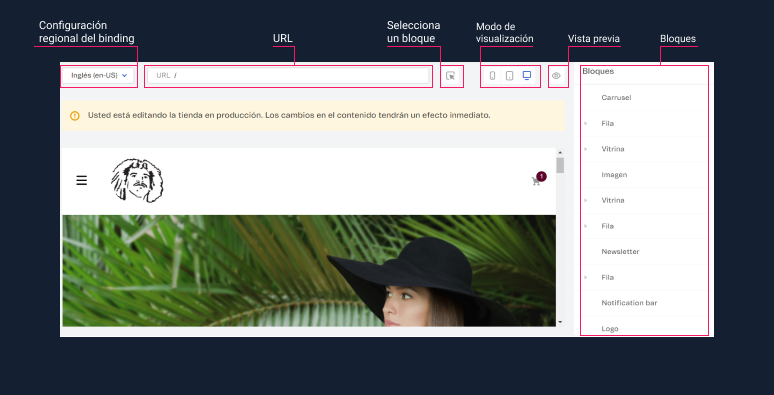 Configuración
regional del binding
URL
Selecciona
un bloque
Modo de
visualización
Vista previa
Bloques
Inglés (en-US)
URL /
Bloques
Usted está editando la tienda en producción. Los cambios en el contenido tendrán un efecto inmediato.
1
Carrusel
Fila
Vitrina
Imagen
Vitrina
Fila
Newsletter
Fila
Notification bar
Logo